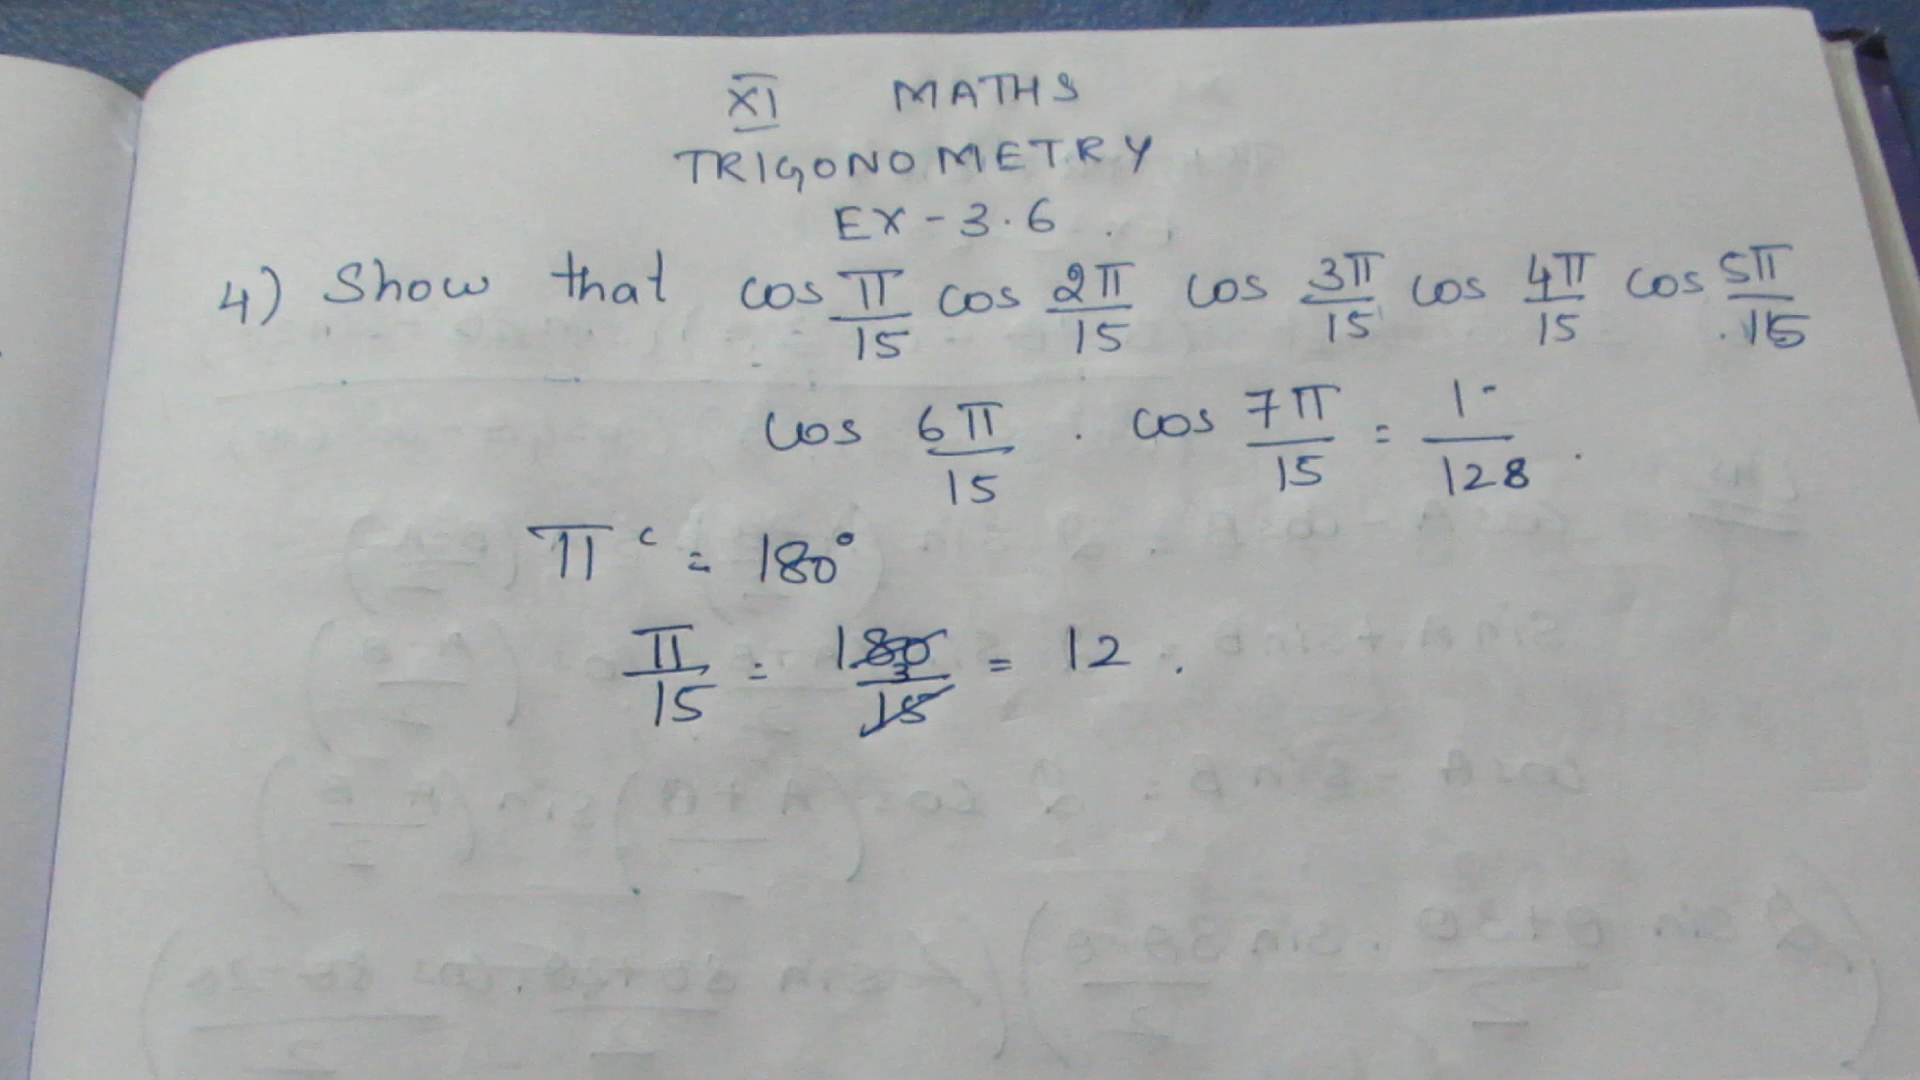 XI MATHS
TRIGONOMETRY
EX - 3.6
4) Show that cos π/15 cos 2π/15 cos 3π/15 cos 4π/15 cos 5π/15
cos 6π/15 . cos 7π/15 = 1/128 .
π ᶜ = 180°
π/15 = 180/15 = 12 .